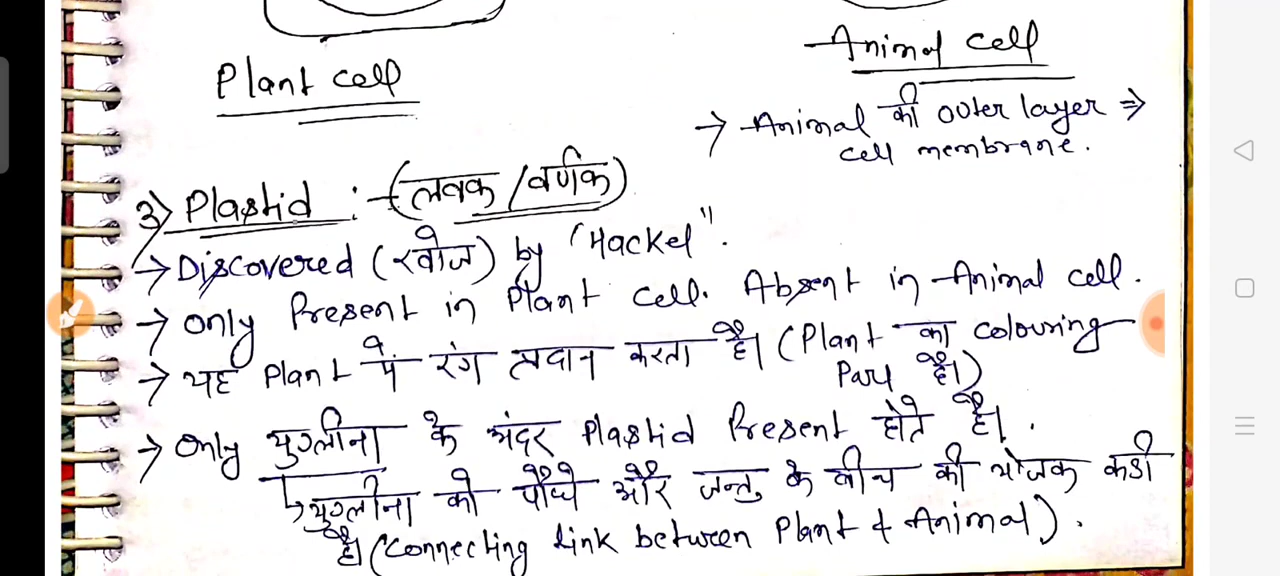 Plant cell
Animal cell
→ Animal की outer layer ⇒
cell membrane.
3) Plastid :- (लवक /वर्णक)
→ Discovered (खोज) by "Hackel".
→ Only Present in Plant Cell. Absent in Animal cell.
→ यह Plant में रंग प्रदान करता है। (Plant का colouring
Part है।)
→ Only युग्लीना के अंदर Plastid Present होते है।.
↳ युग्लीना को पौधे और जन्तु के बीच की योजक कडी
है। (Connecting link between Plant & Animal).